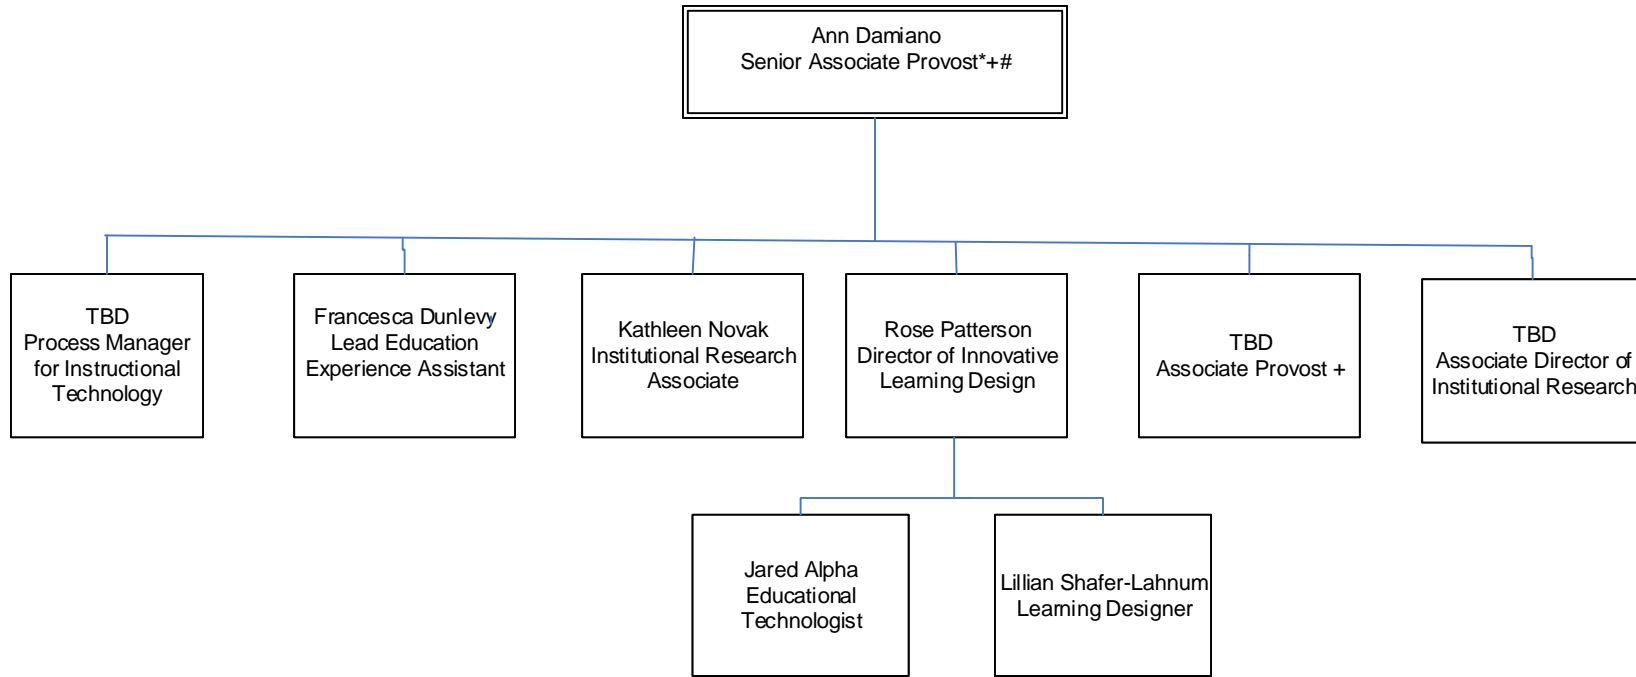 Ann Damiano
Senior Associate Provost*+#
TBD
Process Manager
for Instructional
Technology
Francesca Dunlevy
Lead Education
Experience Assistant
Kathleen Novak
Institutional Research
Associate
Rose Patterson
Director of Innovative
Learning Design
TBD
Associate Provost +
TBD
Associate Director of
Institutional Research
Jared Alpha
Educational
Technologist
Lillian Shafer-Lahnum
Learning Designer